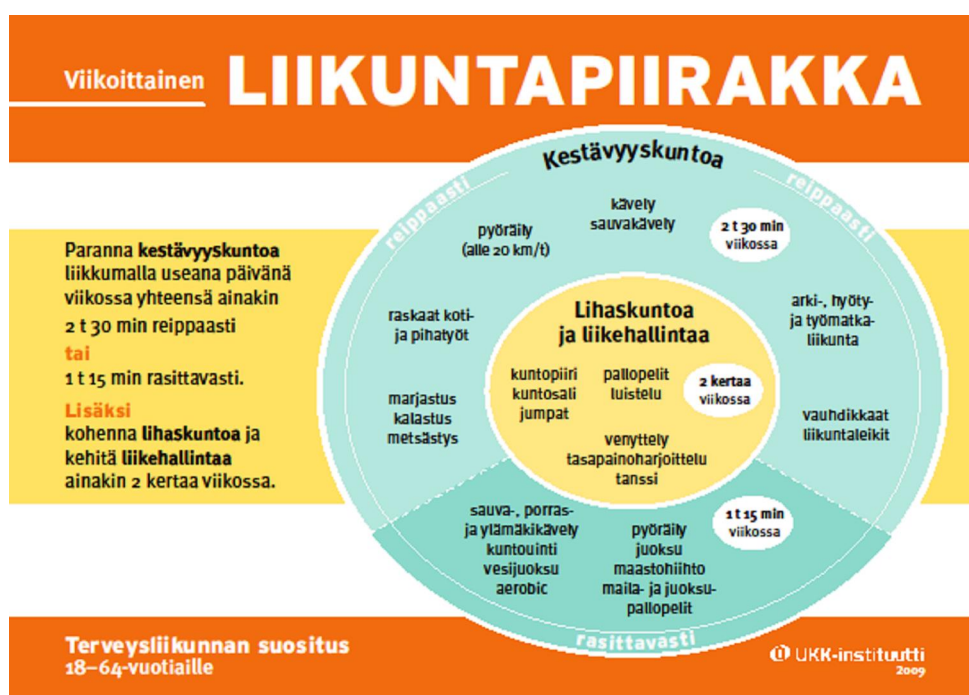 Viikoittainen LIIKUNTAPIIRAKKA
Paranna kestävyyskuntoa
liikkumalla useana päivänä
viikossa yhteensä ainakin
2 t 30 min reippaasti
tai
1 t 15 min rasittavasti.
Lisäksi
kohenna lihaskuntoa ja
kehitä liikehallintaa
ainakin 2 kertaa viikossa.
Kestävyyskuntoa
reippaasti
reippaasti
kävely
sauvakävely
2 t 30 min
viikossa
pyöräily
(alle 20 km/t)
raskaat koti-
ja pihatyöt
arki-, hyöty-
ja työmatka-
liikunta
marjastus
kalastus
metsästys
vauhdikkaat
liikuntaleikit
Lihaskuntoa
ja liikehallintaa
kuntopiiri
kuntosali
jumpat
pallopelit
luistelu
2 kertaa
viikossa
venyttely
tasapainoharjoittelu
tanssi
sauva-, porras-
ja ylämäkikävely
kuntouinti
vesijuoksu
aerobic
pyöräily
juoksu
maastohiihto
maila- ja juoksu-
pallopelit
1 t 15 min
viikossa
rasittavasti
Terveysliikunnan suositus
18–64-vuotiaille
UKK-instituutti
2009